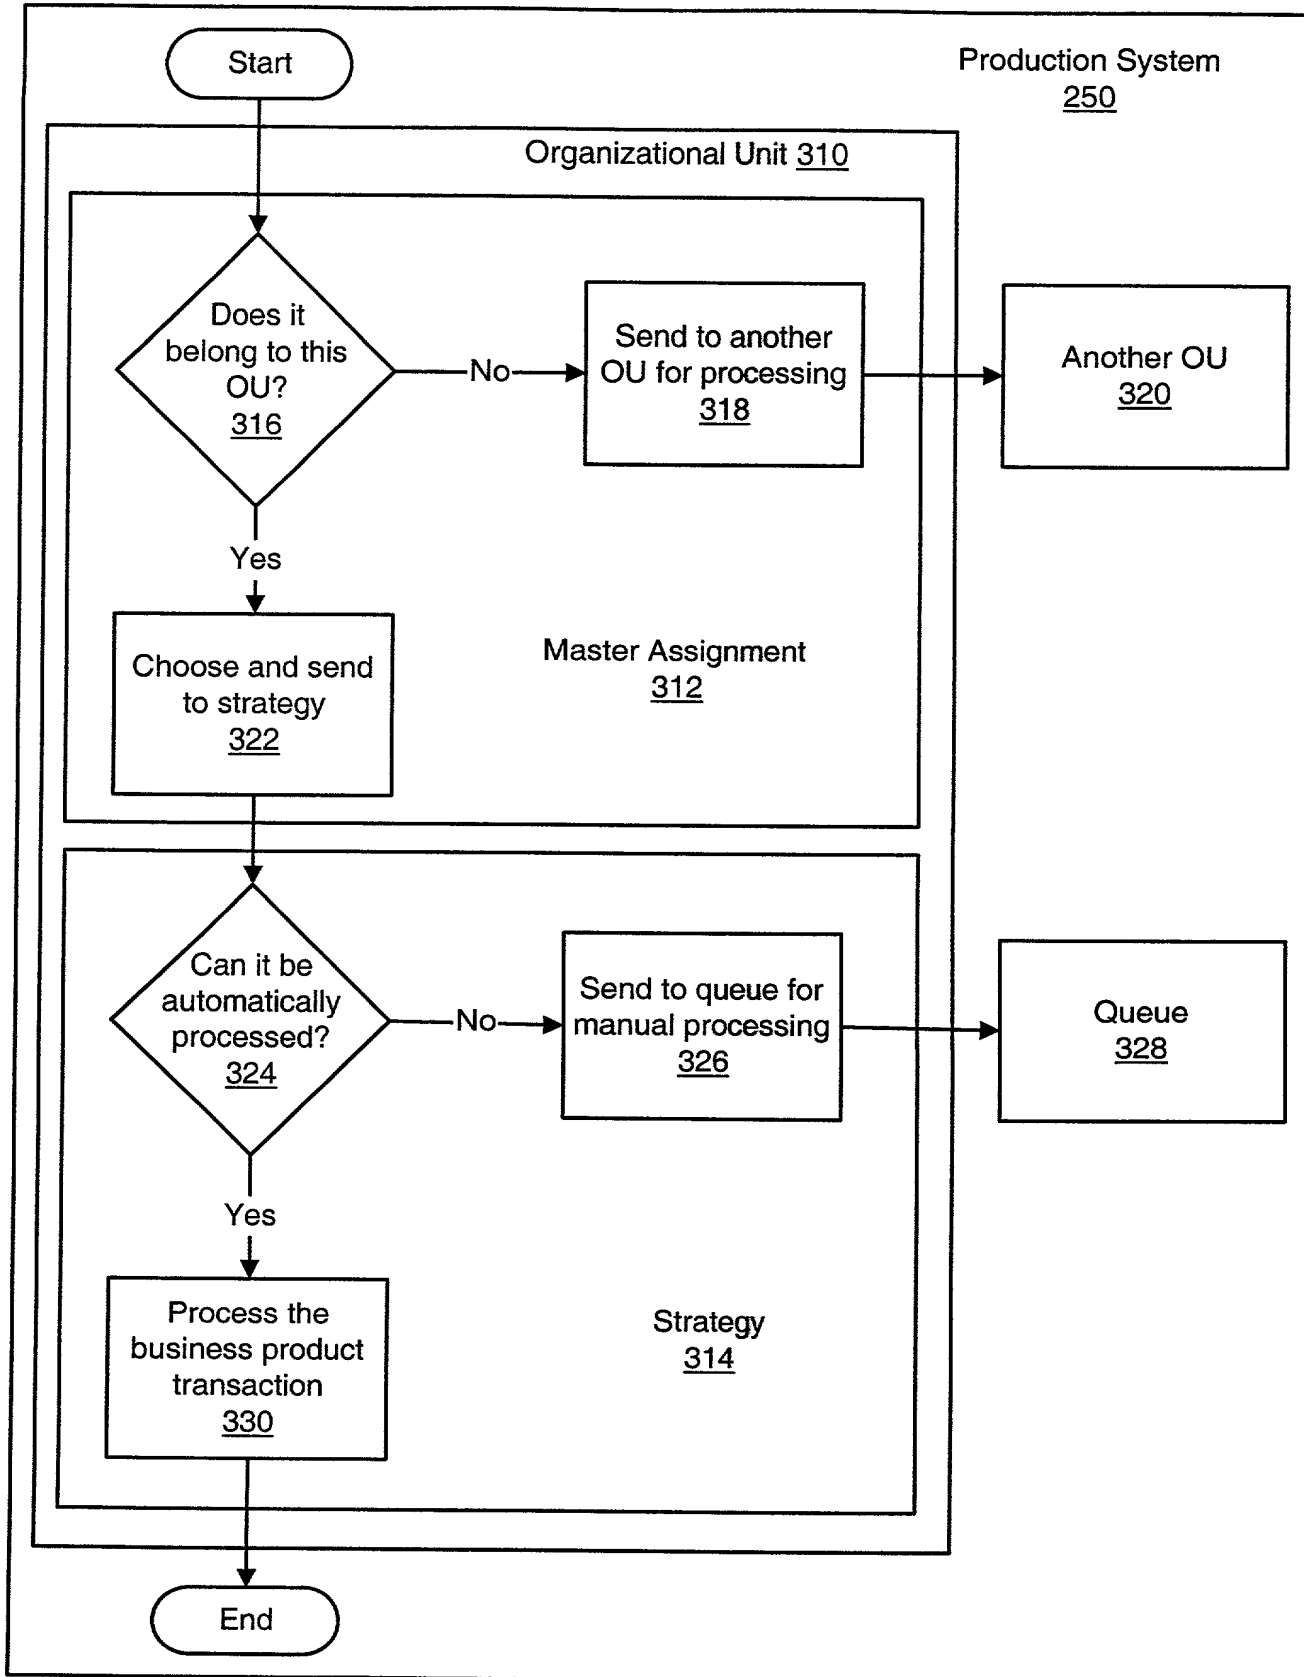 Start
Production System
250
Organizational Unit 310
Does it
belong to this
OU?
316
No
Send to another
OU for processing
318
Another OU
320
Yes
Choose and send
to strategy
322
Master Assignment
312
Can it be
automatically
processed?
324
No
Send to queue for
manual processing
326
Queue
328
Yes
Process the
business product
transaction
330
Strategy
314
End